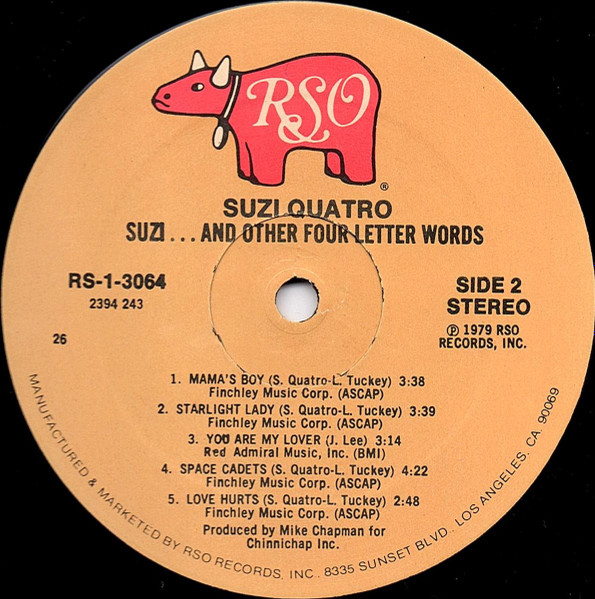 RSO
®
SUZI QUATRO
SUZI...AND OTHER FOUR LETTER WORDS
RS-1-3064
2394 243
26
SIDE 2
STEREO
℗ 1979 RSO
RECORDS, INC.
1. MAMA'S BOY (S. Quatro-L. Tuckey) 3:38
Finchley Music Corp. (ASCAP)
2. STARLIGHT LADY (S. Quatro-L. Tuckey) 3:39
Finchley Music Corp. (ASCAP)
3. YOU ARE MY LOVER (J. Lee) 3:14
Red Admiral Music, Inc. (BMI)
4. SPACE CADETS (S. Quatro-L. Tuckey) 4:22
Finchley Music Corp. (ASCAP)
5. LOVE HURTS (S. Quatro-L. Tuckey) 2:48
Finchley Music Corp. (ASCAP)
Produced by Mike Chapman for
Chinnichap Inc.
MANUFACTURED & MARKETED BY RSO RECORDS, INC., 8335 SUNSET BLVD., LOS ANGELES, CA. 90069